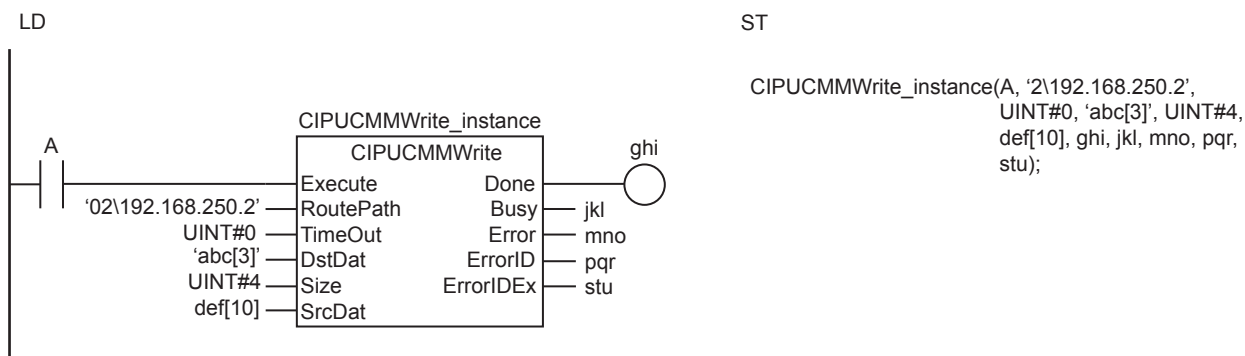 LD
ST
CIPUCMMWrite_instance(A, ‘2\192.168.250.2’,
UINT#0, ‘abc[3]’, UINT#4,
def[10], ghi, jkl, mno, pqr,
stu);
CIPUCMMWrite_instance
A
CIPUCMMWrite
ghi
Execute Done
‘02\192.168.250.2’ RoutePath Busy jkl
UINT#0 TimeOut Error mno
‘abc[3]’ DstDat ErrorID pqr
UINT#4 Size ErrorIDEx stu
def[10] SrcDat